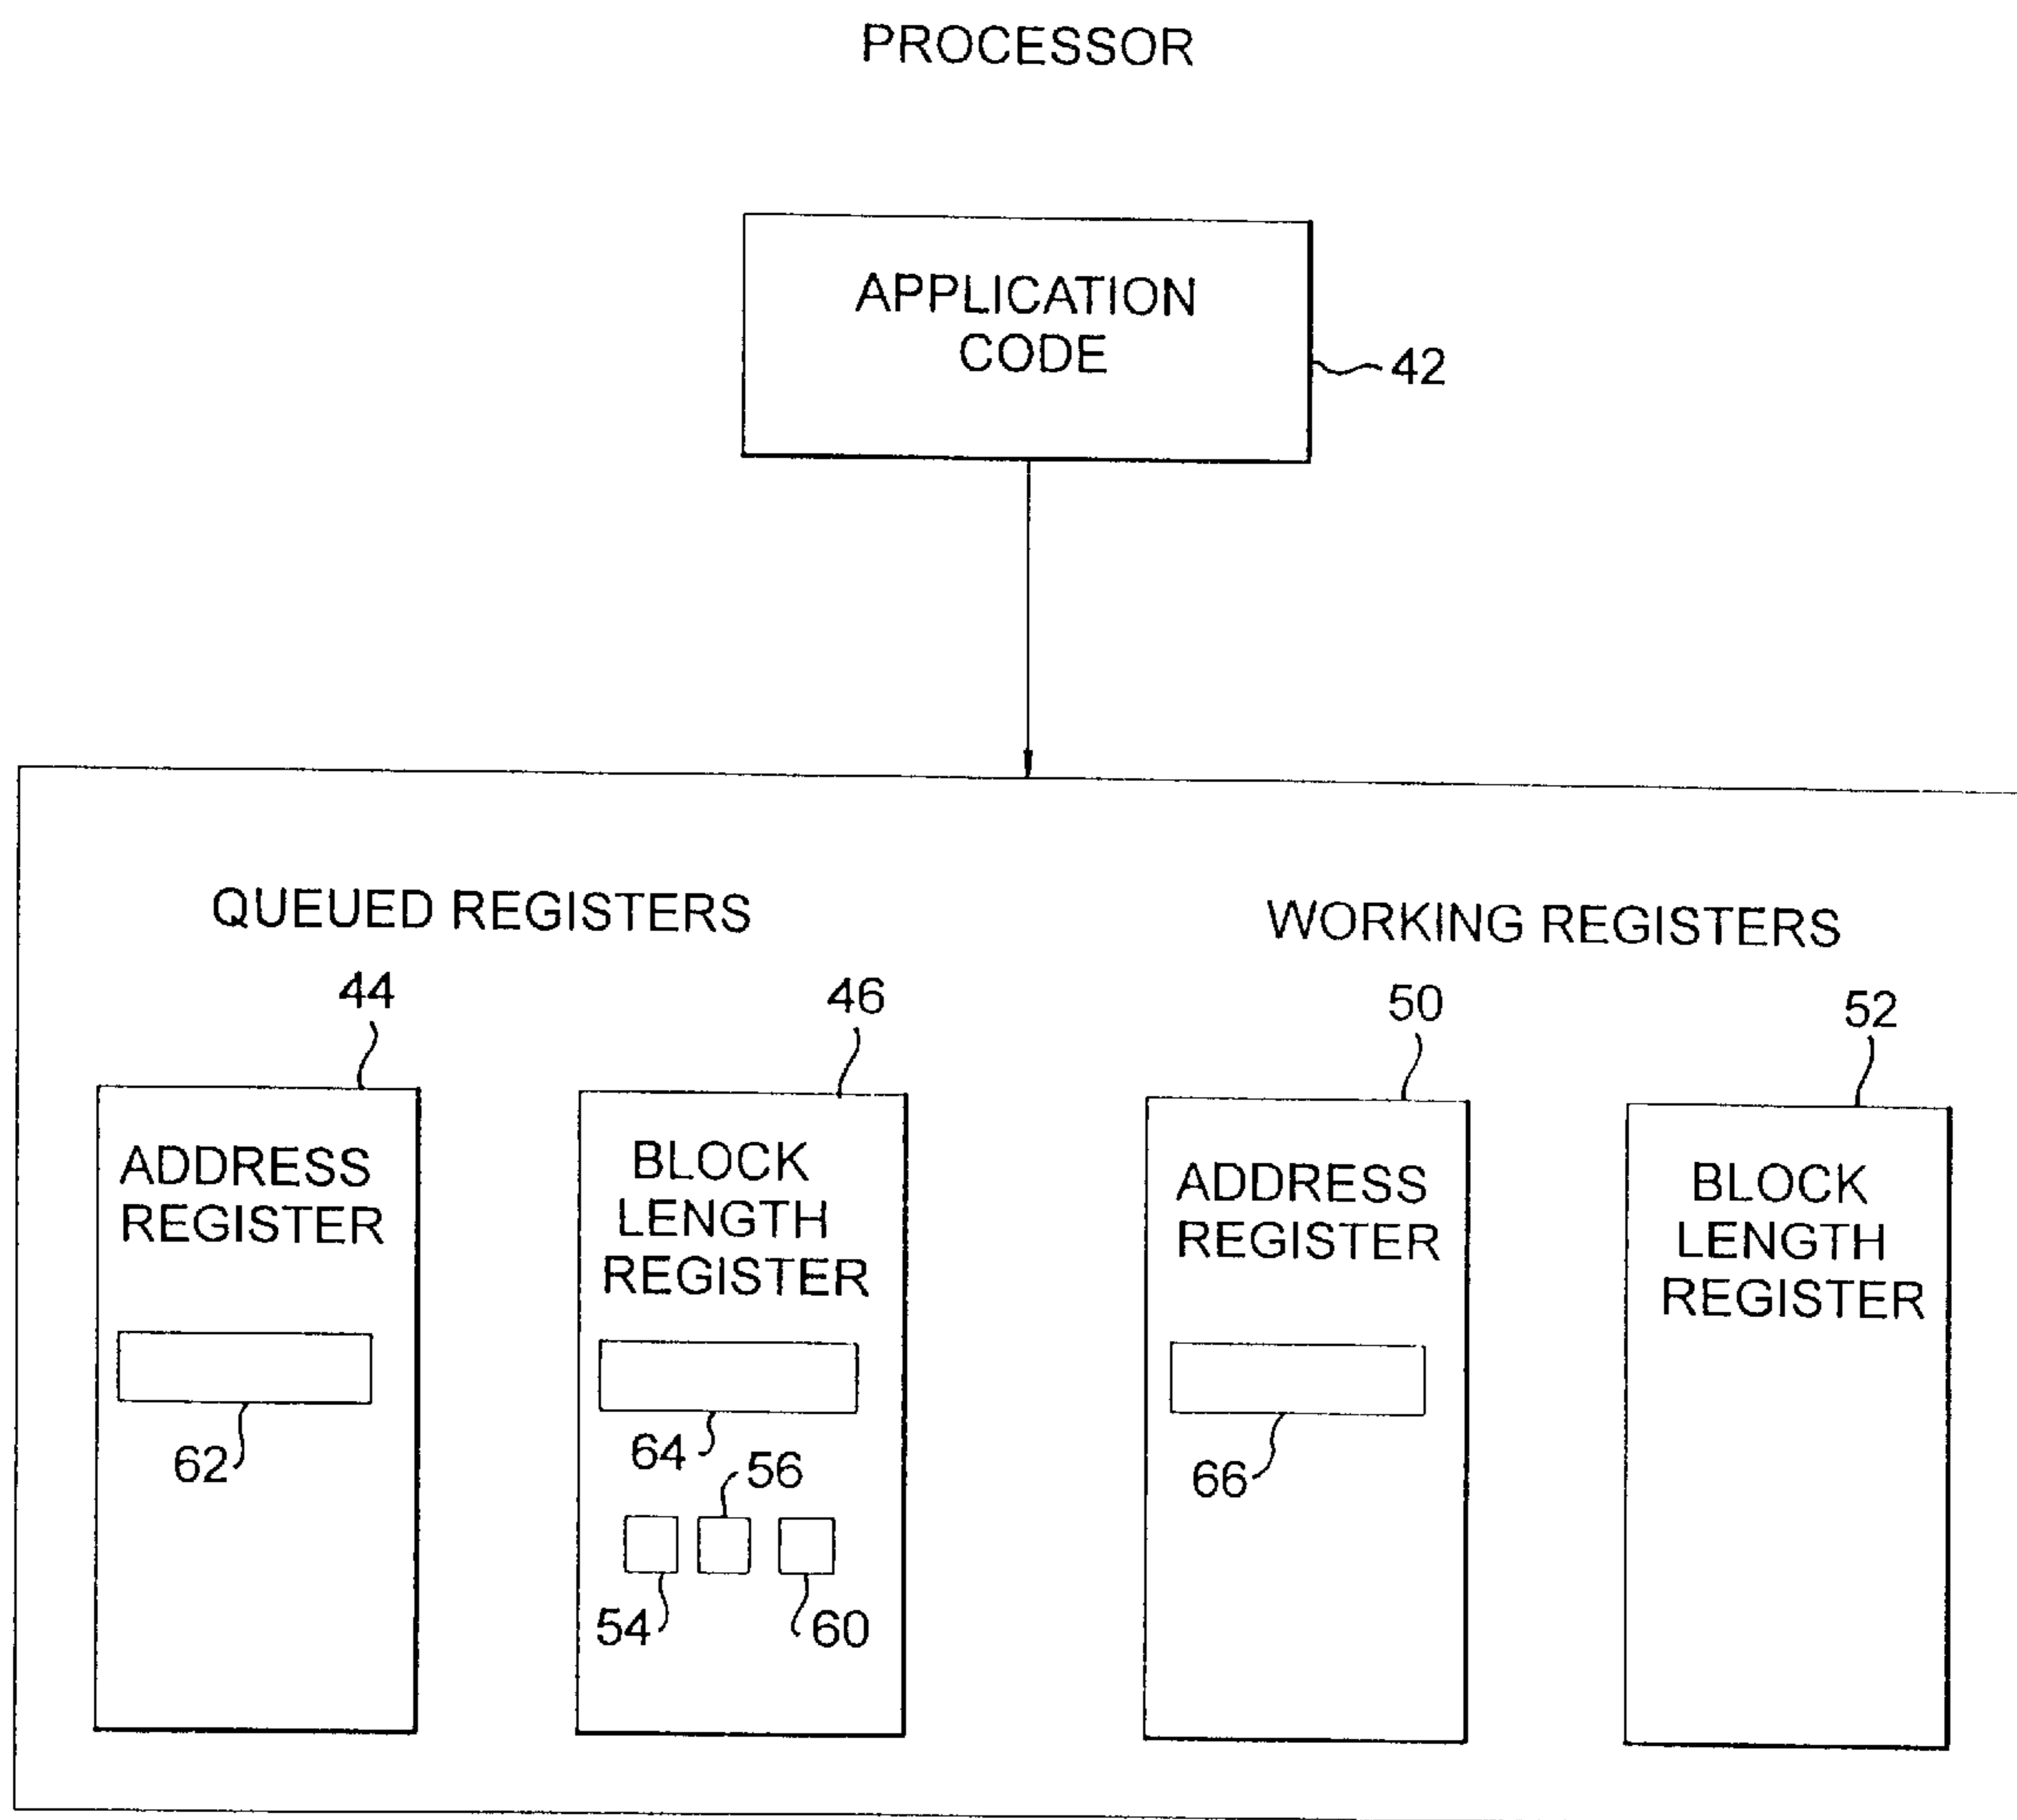 PROCESSOR
APPLICATION
CODE
42
QUEUED REGISTERS
WORKING REGISTERS
44
46
50
52
ADDRESS
REGISTER
BLOCK
LENGTH
REGISTER
ADDRESS
REGISTER
BLOCK
LENGTH
REGISTER
62
64
56
66
54
60